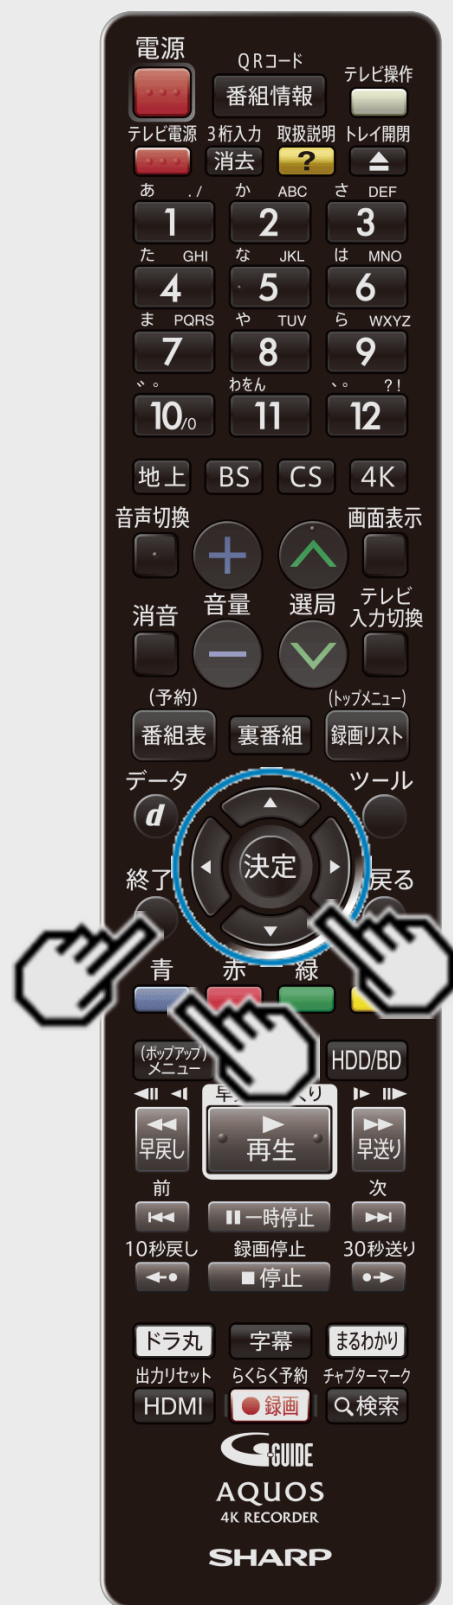 電源
QRコード
番組情報
テレビ操作
テレビ電源 3桁入力 取扱説明 トレイ開閉
消去 ?
あ ./ か ABC さ DEF
1 2 3
た GHI な JKL は MNO
4 5 6
ま PQRS や TUV ら WXYZ
7 8 9
゛゜ わをん 、。 ?!
10/0 11 12
地上 BS CS 4K
音声切換 画面表示
消音 音量 選局 テレビ
入力切換
(予約) (トップメニュー)
番組表 裏番組 録画リスト
データ ツール
d
決定
終了 戻る
青 赤 緑
(ポップアップ)
メニュー HDD/BD
早戻し 再生 早送り
前 次
一時停止
10秒戻し 録画停止 30秒送り
停止
ドラ丸 字幕 まるわかり
出力リセット らくらく予約 チャプターマーク
HDMI 録画 検索
G-GUIDE
AQUOS
4K RECORDER
SHARP